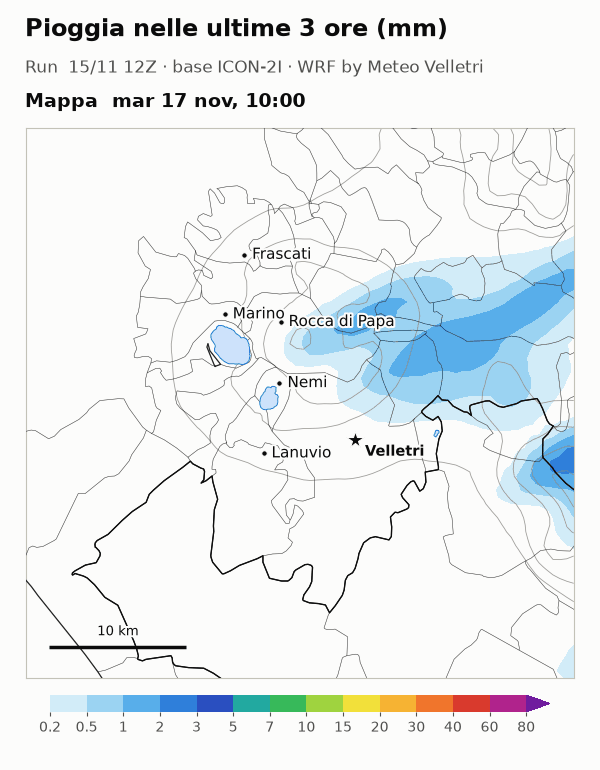 Pioggia nelle ultime 3 ore (mm)
Run  15/11 12Z · base ICON-2I · WRF by Meteo Velletri
Mappa  mar 17 nov, 10:00
Frascati
Marino
Rocca di Papa
Nemi
Velletri
Lanuvio
10 km
0.2 0.5 1 2 3 5 7 10 15 20 30 40 60 80